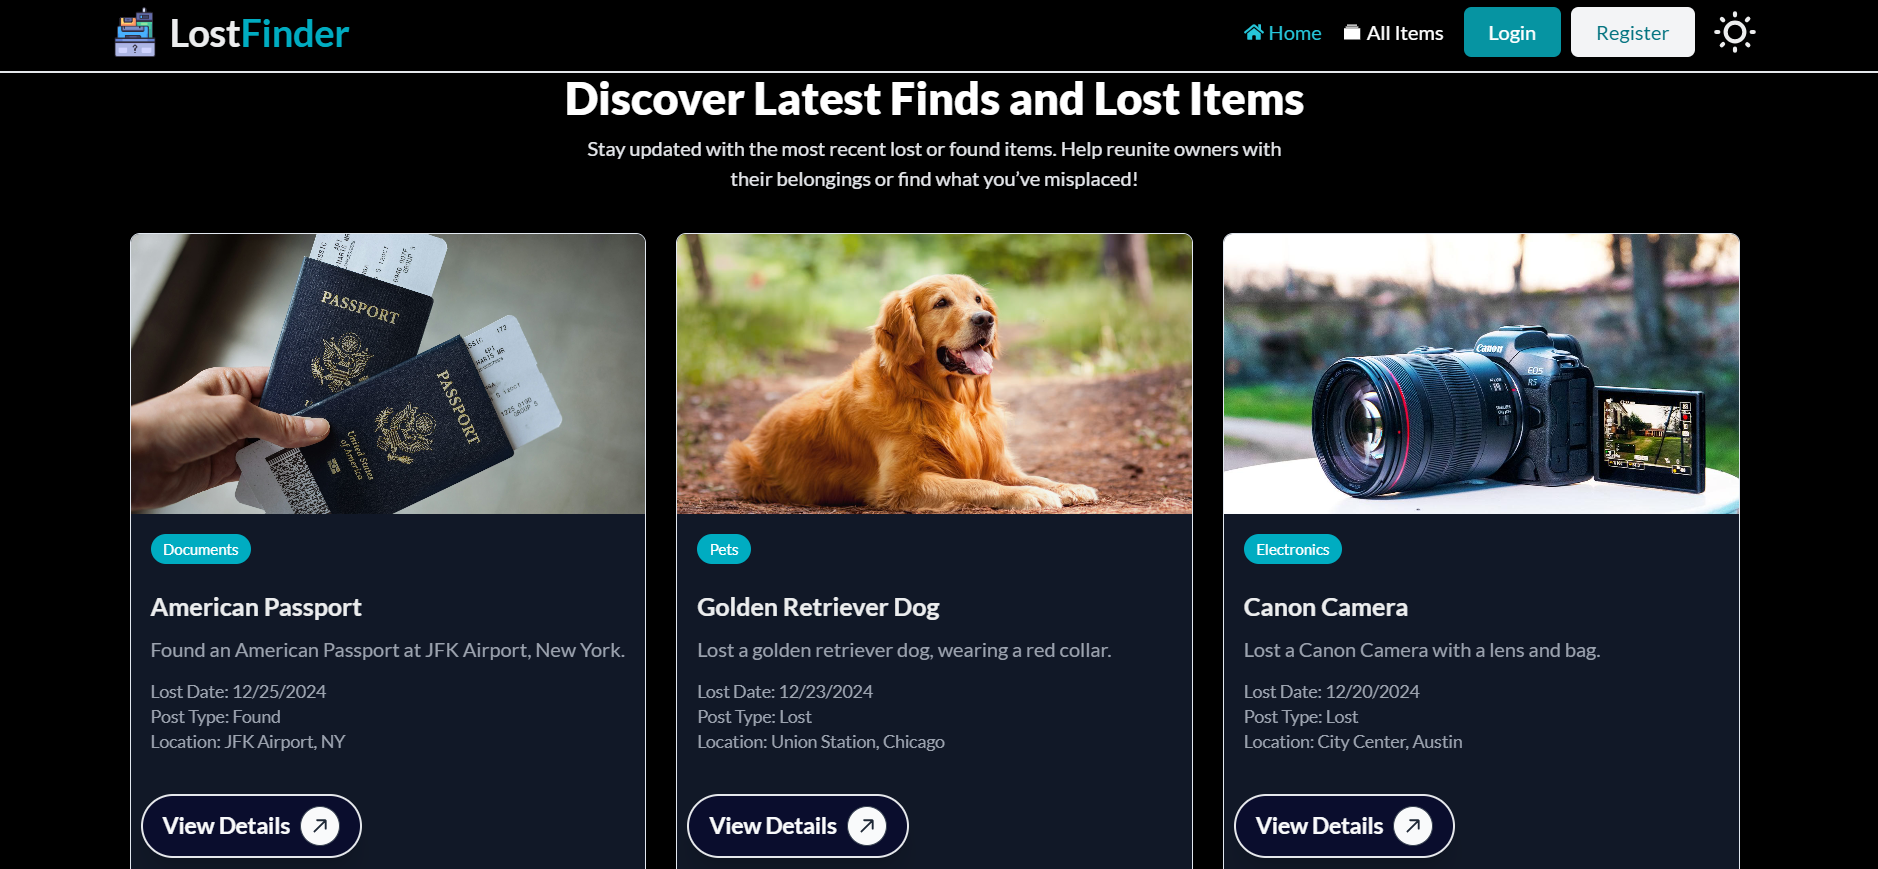 LostFinder
Home
All Items
Login
Register
Discover Latest Finds and Lost Items
Stay updated with the most recent lost or found items. Help reunite owners with
their belongings or find what you’ve misplaced!
PASSPORT
PASSPORT
United States
of America
Canon
EOS
R5
Documents
American Passport
Found an American Passport at JFK Airport, New York.
Lost Date: 12/25/2024
Post Type: Found
Location: JFK Airport, NY
View Details
Pets
Golden Retriever Dog
Lost a golden retriever dog, wearing a red collar.
Lost Date: 12/23/2024
Post Type: Lost
Location: Union Station, Chicago
View Details
Electronics
Canon Camera
Lost a Canon Camera with a lens and bag.
Lost Date: 12/20/2024
Post Type: Lost
Location: City Center, Austin
View Details